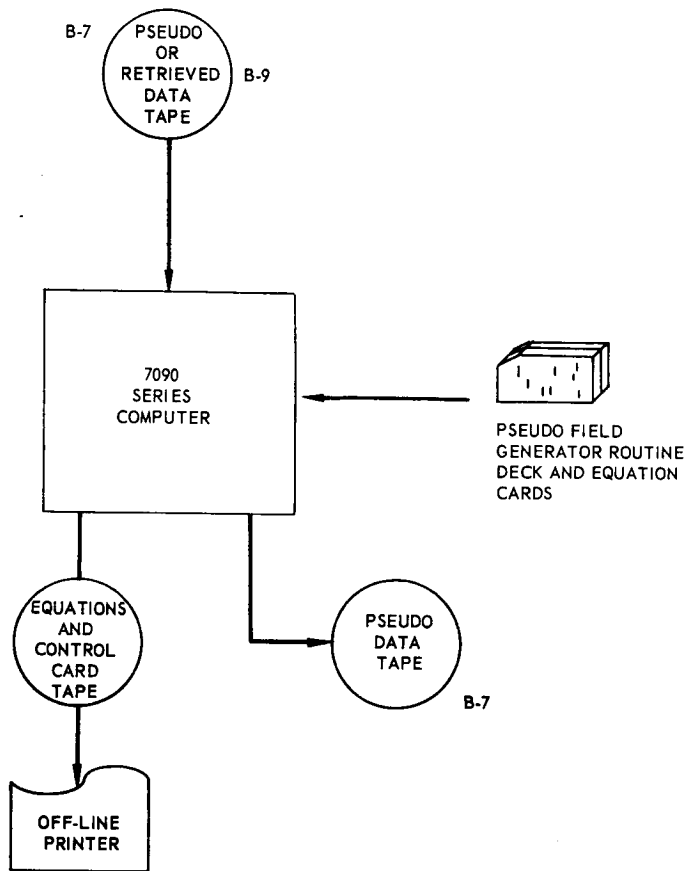 B-7
PSEUDO
OR
RETRIEVED
DATA
TAPE
B-9
7090
SERIES
COMPUTER
PSEUDO FIELD
GENERATOR ROUTINE
DECK AND EQUATION
CARDS
EQUATIONS
AND
CONTROL
CARD
TAPE
PSEUDO
DATA
TAPE
B-7
OFF-LINE
PRINTER